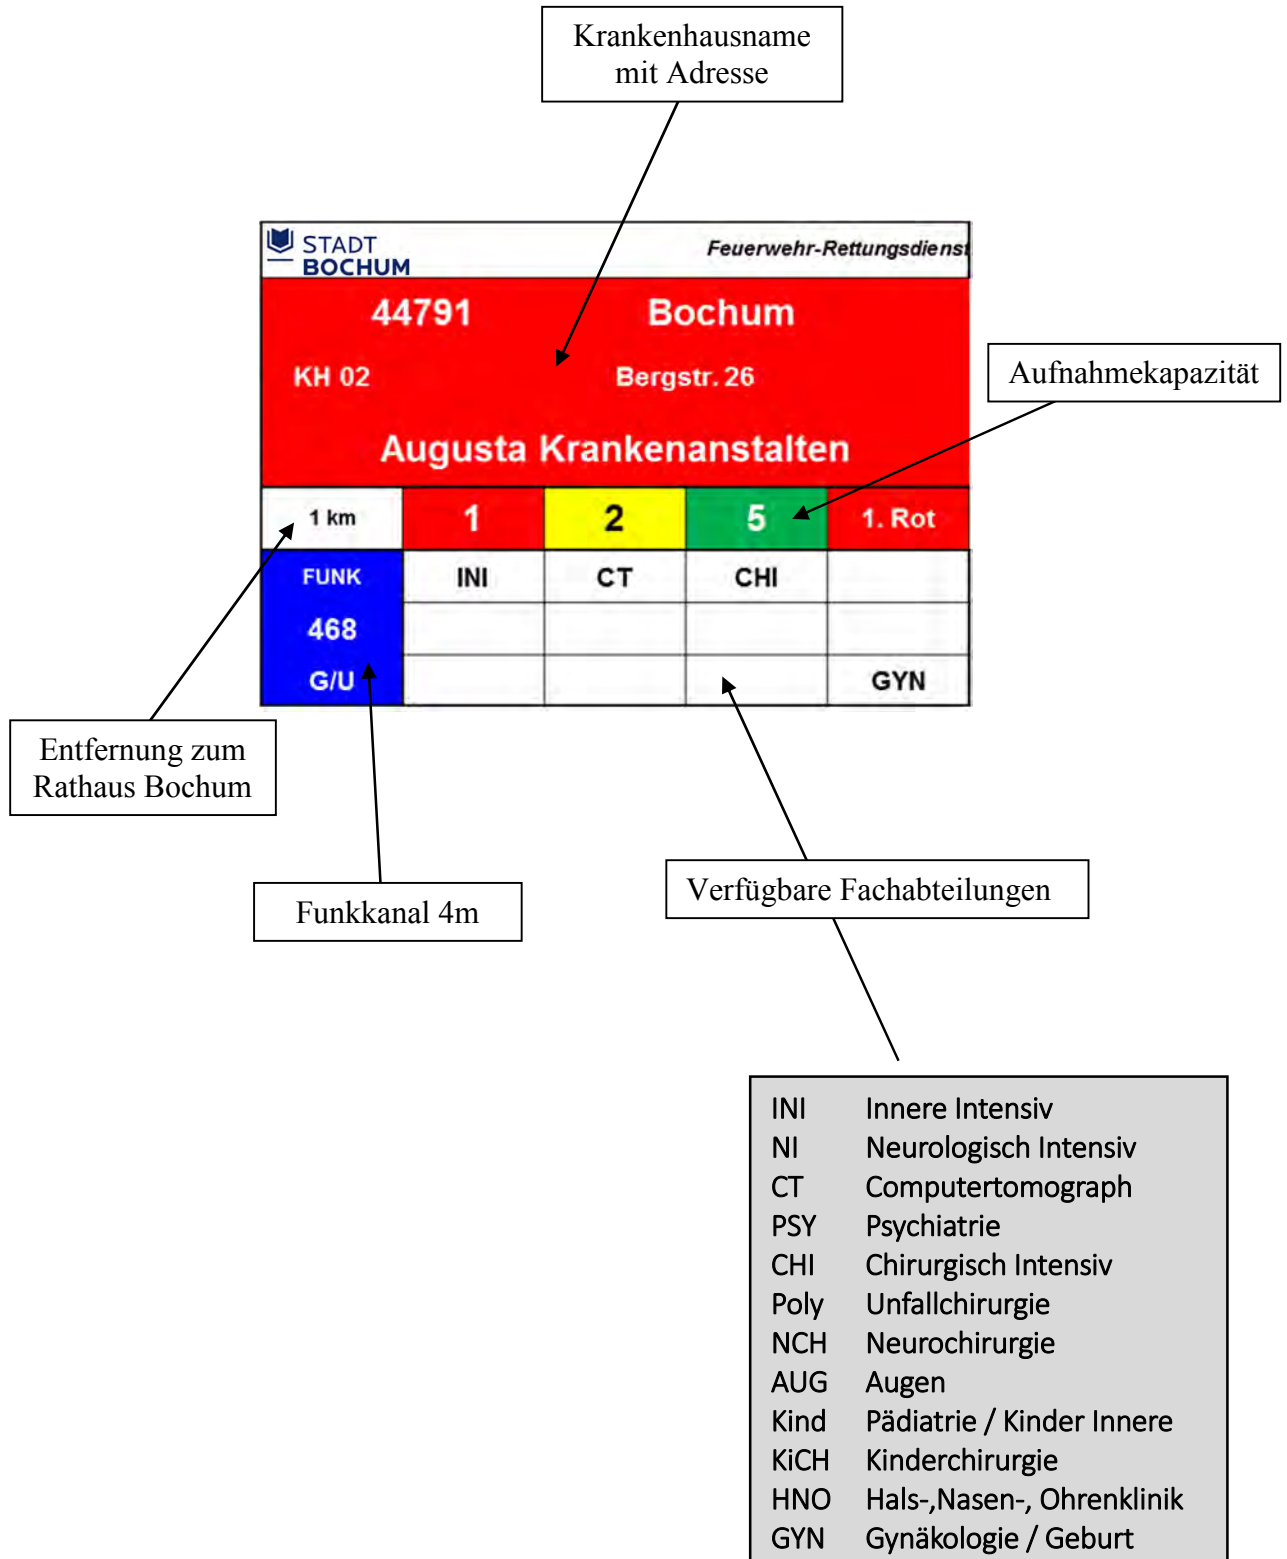 Krankenhausname
mit Adresse
STADT
BOCHUM
Feuerwehr-Rettungsdienst
44791 Bochum
KH 02 Bergstr. 26
Augusta Krankenanstalten
Aufnahmekapazität
1 km 1 2 5 1. Rot
FUNK INI CT CHI
468
G/U GYN
Entfernung zum
Rathaus Bochum
Funkkanal 4m
Verfügbare Fachabteilungen
INI Innere Intensiv
NI Neurologisch Intensiv
CT Computertomograph
PSY Psychiatrie
CHI Chirurgisch Intensiv
Poly Unfallchirurgie
NCH Neurochirurgie
AUG Augen
Kind Pädiatrie / Kinder Innere
KiCH Kinderchirurgie
HNO Hals-,Nasen-, Ohrenklinik
GYN Gynäkologie / Geburt